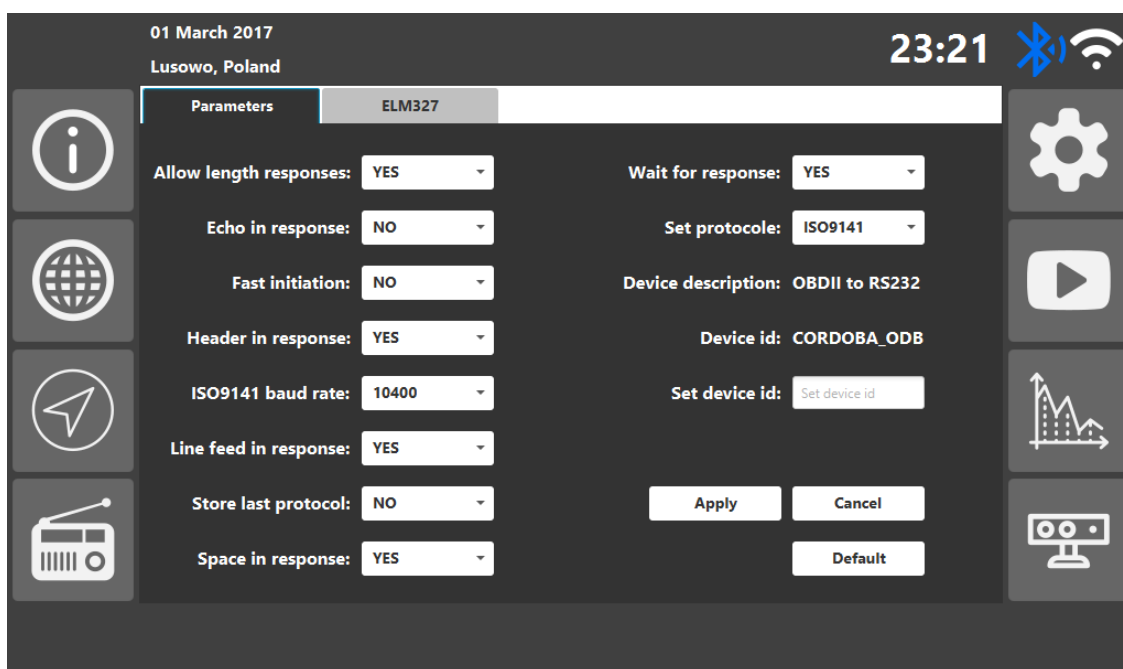 01 March 2017
Lusowo, Poland
23:21
Parameters
ELM327
Allow length responses: YES
Echo in response: NO
Fast initiation: NO
Header in response: YES
ISO9141 baud rate: 10400
Line feed in response: YES
Store last protocol: NO
Space in response: YES
Wait for response: YES
Set protocole: ISO9141
Device description: OBDII to RS232
Device id: CORDOBA_ODB
Set device id: Set device id
Apply
Cancel
Default